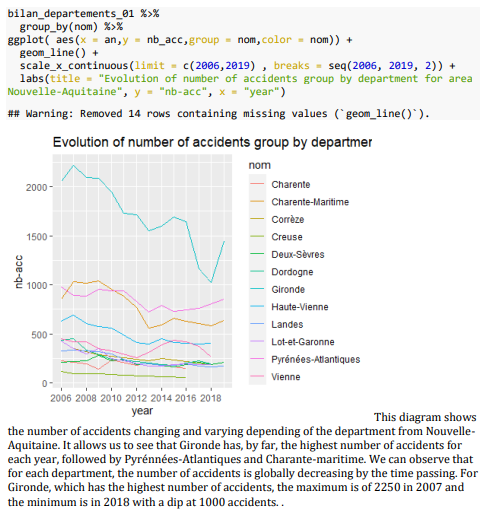 bilan_departements_01 %>%
group_by(nom) %>%
ggplot( aes(x = an,y = nb_acc,group = nom,color = nom)) +
geom_line() +
scale_x_continuous(limit = c(2006,2019) , breaks = seq(2006, 2019, 2)) +
labs(title = "Evolution of number of accidents group by department for area
Nouvelle-Aquitaine", y = "nb-acc", x = "year")
## Warning: Removed 14 rows containing missing values (`geom_line()`).
Evolution of number of accidents group by departmer
nom
Charente
Charente-Maritime
Corrèze
Creuse
Deux-Sèvres
Dordogne
Gironde
Haute-Vienne
Landes
Lot-et-Garonne
Pyrénées-Atlantiques
Vienne
nb-acc
2000
1500
1000
500
0
2006 2008 2010 2012 2014 2016 2018
year
This diagram shows
the number of accidents changing and varying depending of the department from Nouvelle-
Aquitaine. It allows us to see that Gironde has, by far, the highest number of accidents for
each year, followed by Pyrénnées-Atlantiques and Charante-maritime. We can observe that
for each department, the number of accidents is globally decreasing by the time passing. For
Gironde, which has the highest number of accidents, the maximum is of 2250 in 2007 and
the minimum is in 2018 with a dip at 1000 accidents. .